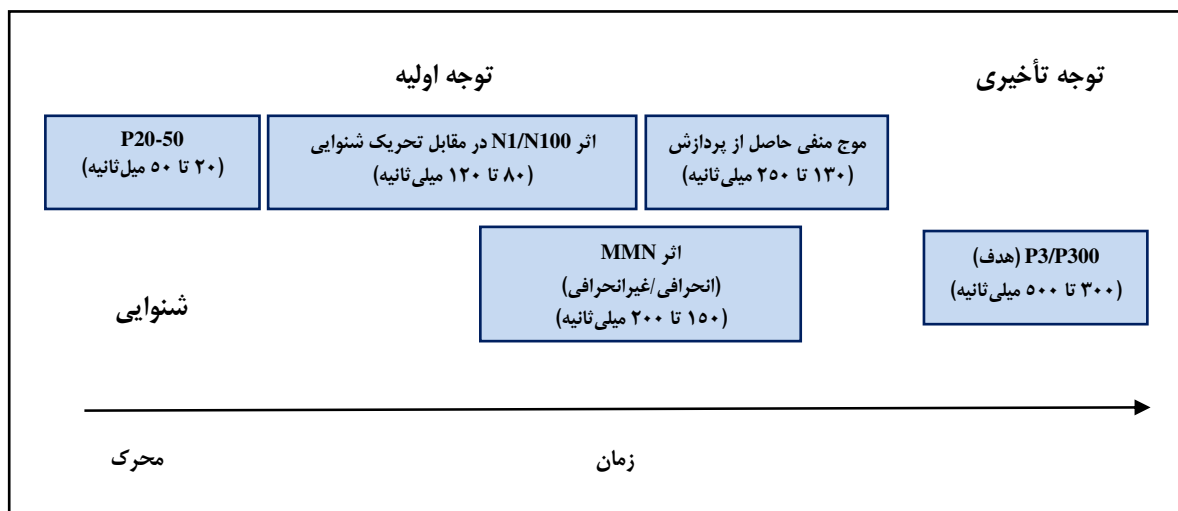 توجه اولیه
توجه تأخیری
P20-50
(۲۰ تا ۵۰ میل‌ثانیه)
اثر N1/N100 در مقابل تحریک شنوایی
(۸۰ تا ۱۲۰ میلی‌ثانیه)
موج منفی حاصل از پردازش
(۱۳۰ تا ۲۵۰ میلی‌ثانیه)
اثر MMN
(انحرافی/غیرانحرافی)
(۱۵۰ تا ۲۰۰ میلی‌ثانیه)
P3/P300 (هدف)
(۳۰۰ تا ۵۰۰ میلی‌ثانیه)
شنوایی
محرک
زمان